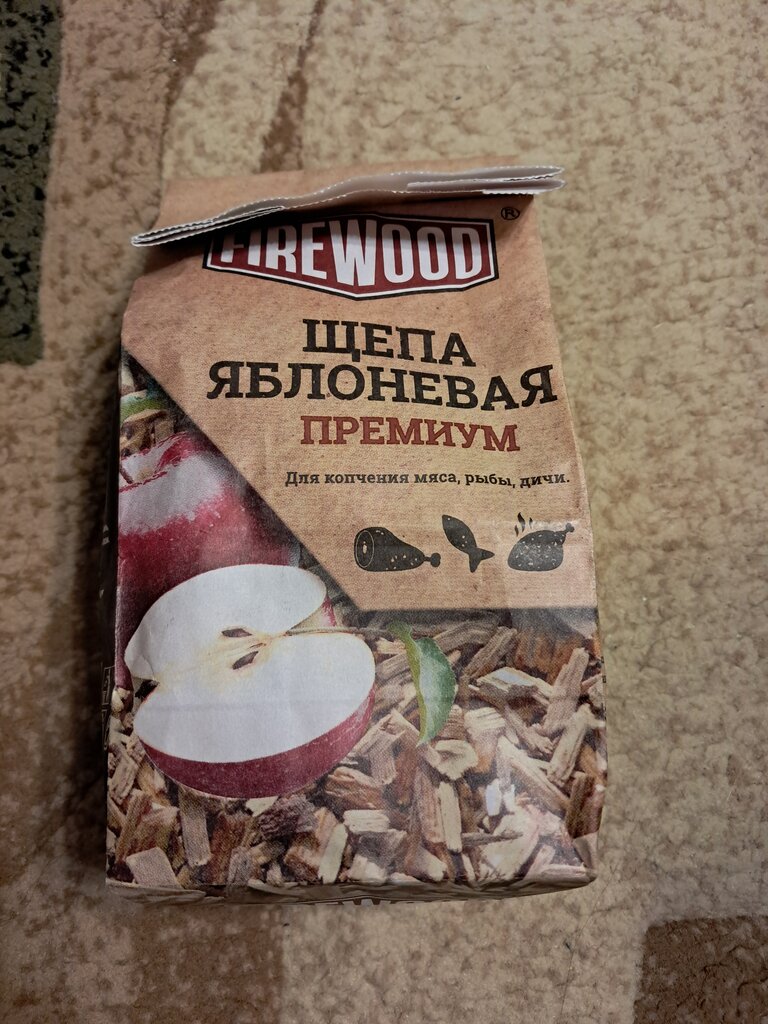 FIREWOOD ®
ЩЕПА
ЯБЛОНЕВАЯ
ПРЕМИУМ
Для копчения мяса, рыбы, дичи.